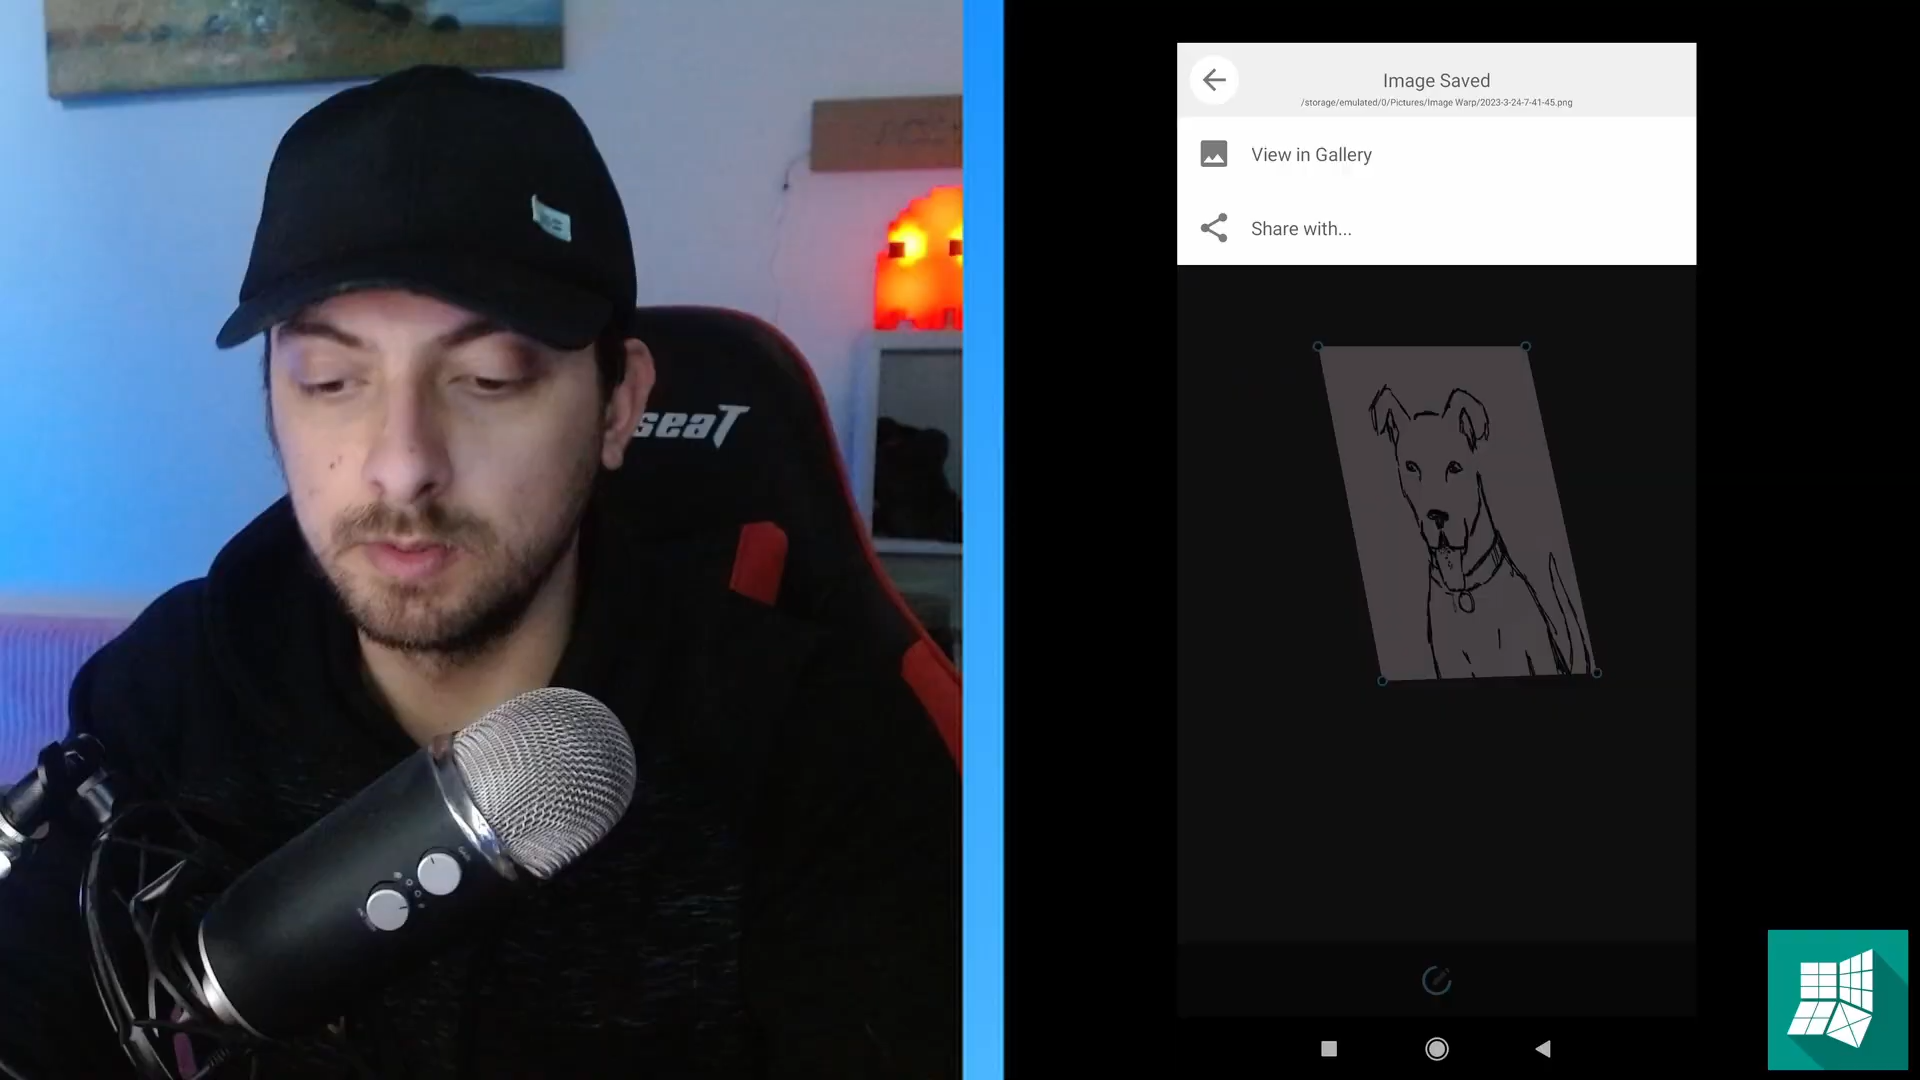 seaT
Image Saved
/storage/emulated/0/Pictures/Image Warp/2023-3-24-7-41-45.png
View in Gallery
Share with...